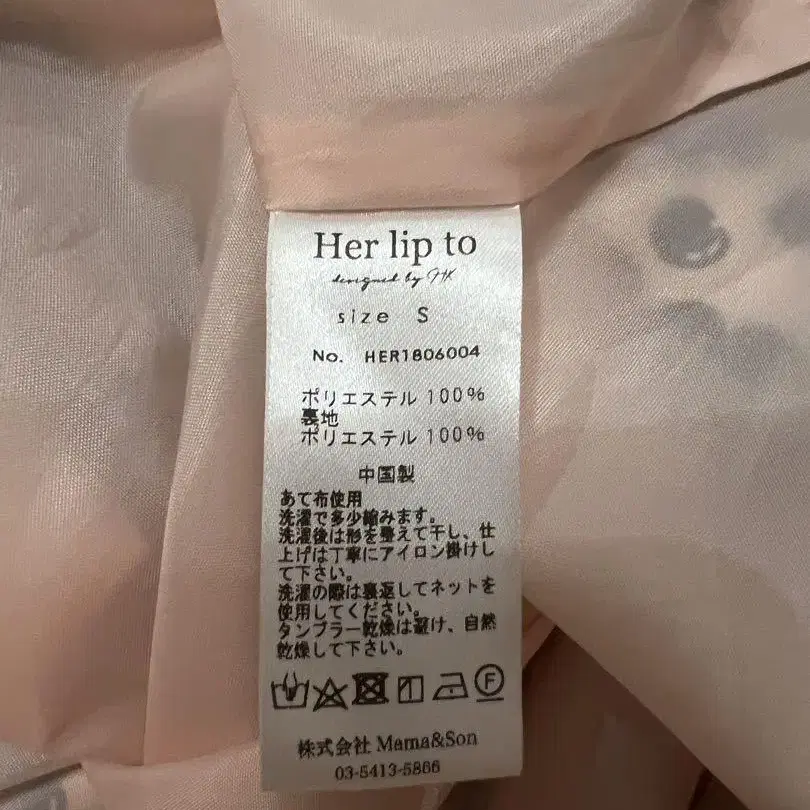 Her lip to
designed by HK
size S
No. HER1806004
ポリエステル 100%
裏地
ポリエステル 100%
中国製
あて布使用
洗濯で多少縮みます。
洗濯後は形を整えて干し、仕
上げは丁寧にアイロン掛けし
て下さい。
洗濯の際は裏返してネットを
使用してください。
タンブラー乾燥は避け、自然
乾燥して下さい。
F
株式会社 Mama&Son
03-5413-5866